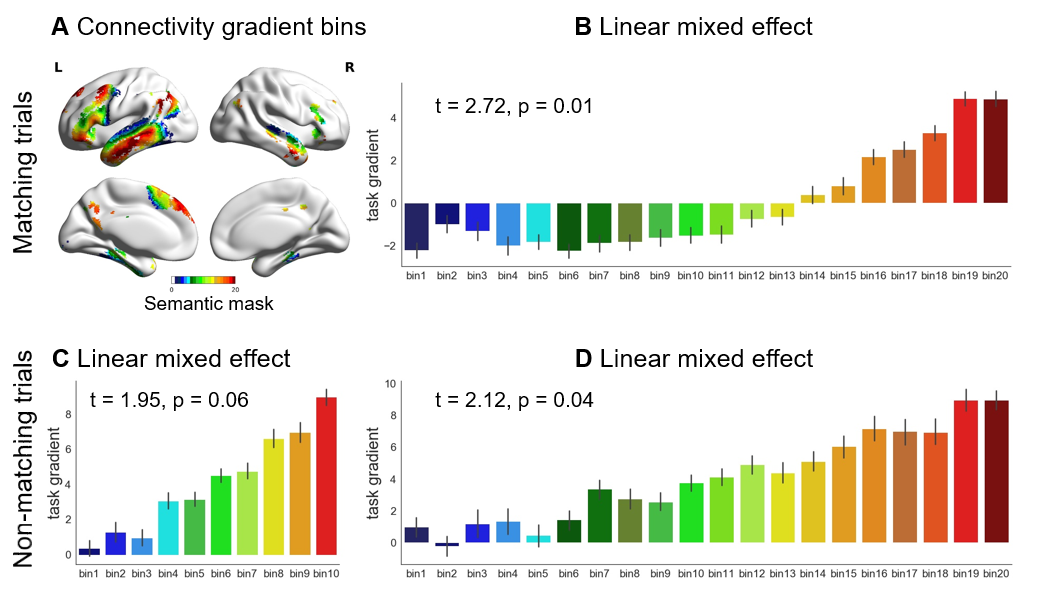 A Connectivity gradient bins
B Linear mixed effect
L
R
Matching trials
t = 2.72, p = 0.01
task gradient
4
2
0
−2
bin1 bin2 bin3 bin4 bin5 bin6 bin7 bin8 bin9 bin10 bin11 bin12 bin13 bin14 bin15 bin16 bin17 bin18 bin19 bin20
0 20
Semantic mask
Non-matching trials
C Linear mixed effect
t = 1.95, p = 0.06
task gradient
8
6
4
2
0
bin1 bin2 bin3 bin4 bin5 bin6 bin7 bin8 bin9 bin10
D Linear mixed effect
t = 2.12, p = 0.04
task gradient
10
8
6
4
2
0
bin1 bin2 bin3 bin4 bin5 bin6 bin7 bin8 bin9 bin10 bin11 bin12 bin13 bin14 bin15 bin16 bin17 bin18 bin19 bin20